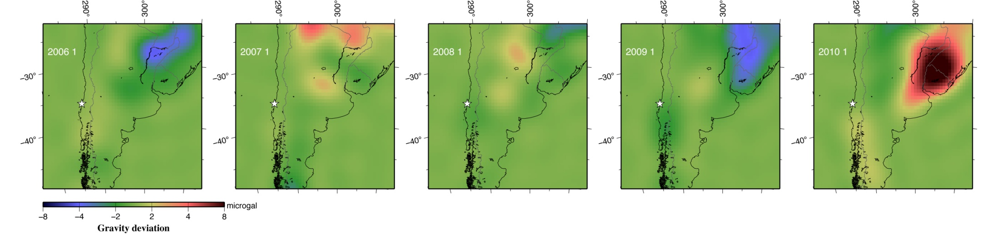 290° 300° 290° 300° 290° 300° 290° 300° 290° 300°
2006 1 2007 1 2008 1 2009 1 2010 1
−30° −30° −30° −30° −30°
−40° −40° −40° −40° −40°
microgal
−8 −4 −2 2 4 8
Gravity deviation